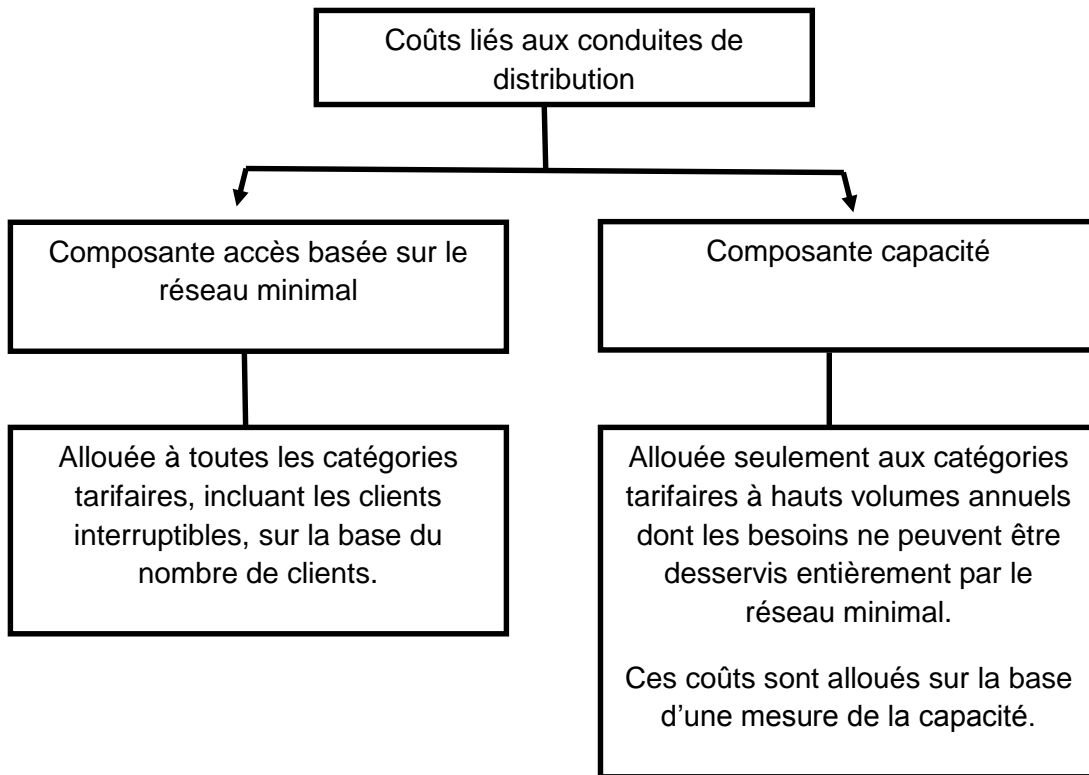 Coûts liés aux conduites de
distribution
Composante accès basée sur le
réseau minimal
Composante capacité
Allouée à toutes les catégories
tarifaires, incluant les clients
interruptibles, sur la base du
nombre de clients.
Allouée seulement aux catégories
tarifaires à hauts volumes annuels
dont les besoins ne peuvent être
desservis entièrement par le
réseau minimal.
Ces coûts sont alloués sur la base
d’une mesure de la capacité.